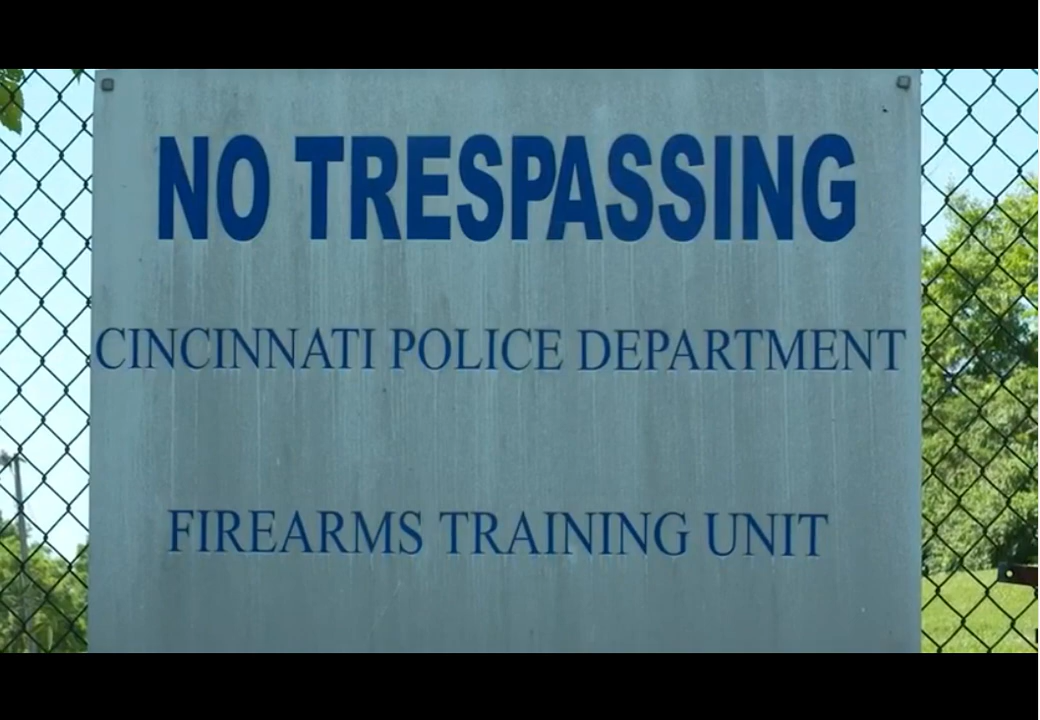 NO TRESPASSING
CINCINNATI POLICE DEPARTMENT
FIREARMS TRAINING UNIT